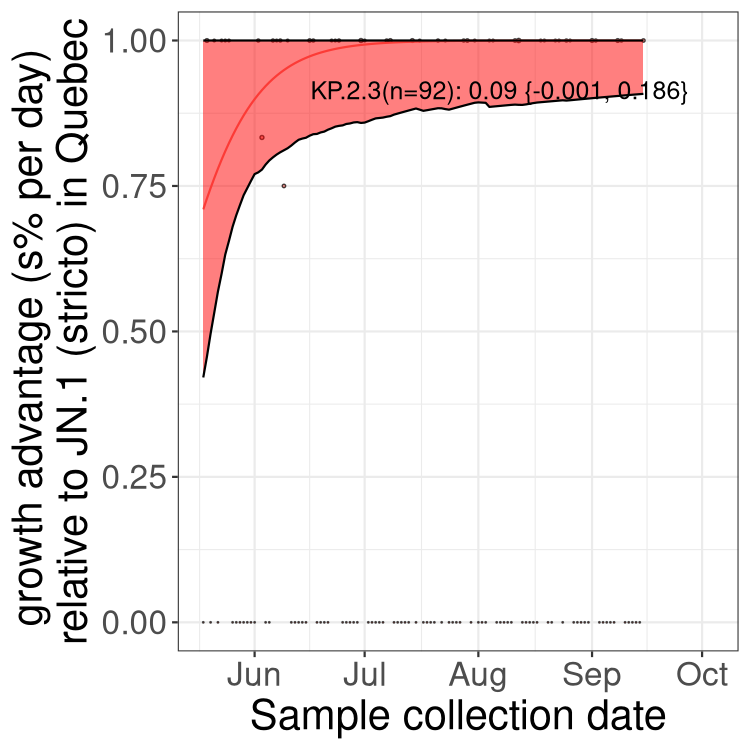 growth advantage (s% per day)
relative to JN.1 (stricto) in Quebec
1.00
0.75
0.50
0.25
0.00
KP.2.3(n=92): 0.09 {-0.001, 0.186}
Jun Jul Aug Sep Oct
Sample collection date